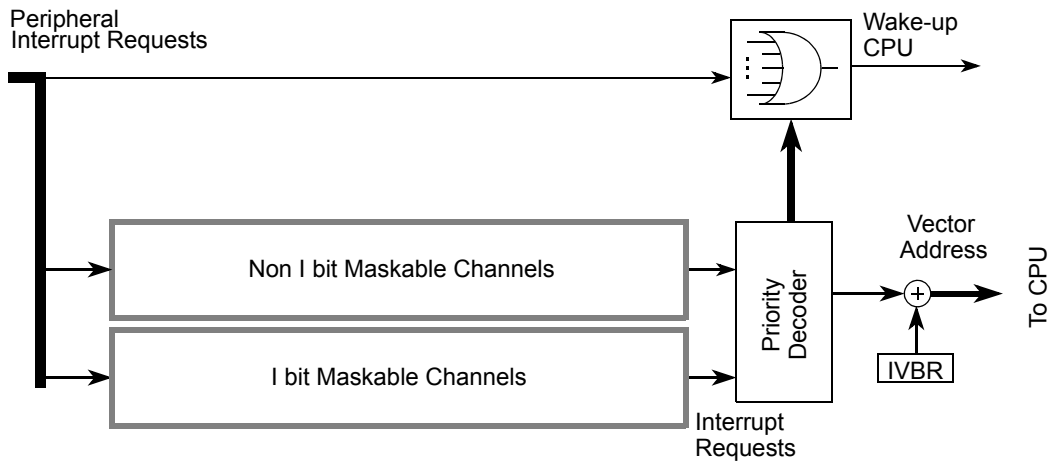 Peripheral
Interrupt Requests
Wake-up
CPU
Non I bit Maskable Channels
I bit Maskable Channels
Priority
Decoder
Interrupt
Requests
Vector
Address
IVBR
To CPU